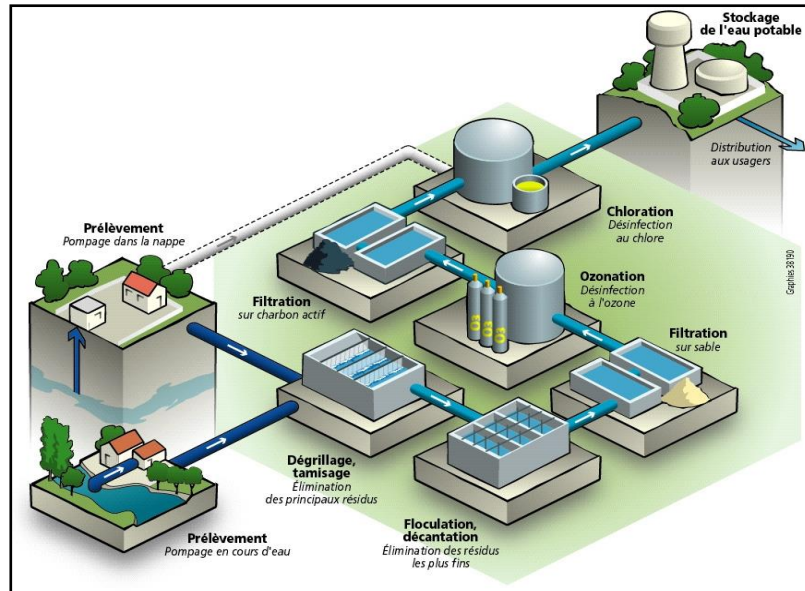 Stockage
de l'eau potable
Distribution
aux usagers
Prélèvement
Pompage dans la nappe
Chloration
Désinfection
au chlore
Graphies 38190
Filtration
sur charbon actif
Ozonation
Désinfection
à l'ozone
Filtration
sur sable
Dégrillage,
tamisage
Élimination
des principaux résidus
Floculation,
décantation
Élimination des résidus
les plus fins
Prélèvement
Pompage en cours d'eau